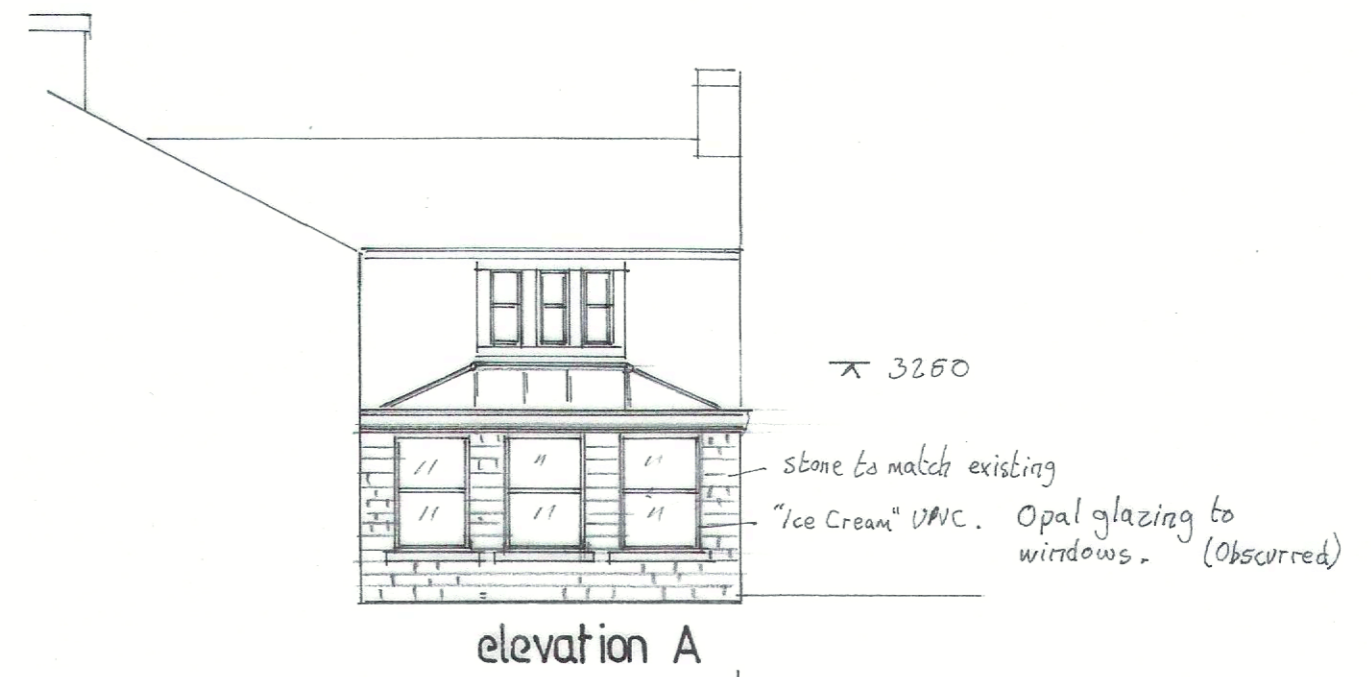 3260
stone to match existing
"Ice Cream" UPVC. Opal glazing to
windows. (Obscurred)
elevation A